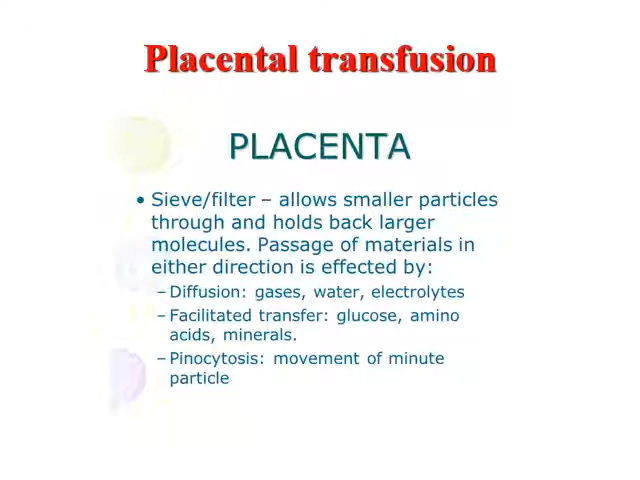 Placental transfusion
PLACENTA
• Sieve/filter – allows smaller particles
through and holds back larger
molecules. Passage of materials in
either direction is effected by:
– Diffusion: gases, water, electrolytes
– Facilitated transfer: glucose, amino
acids, minerals.
– Pinocytosis: movement of minute
particle